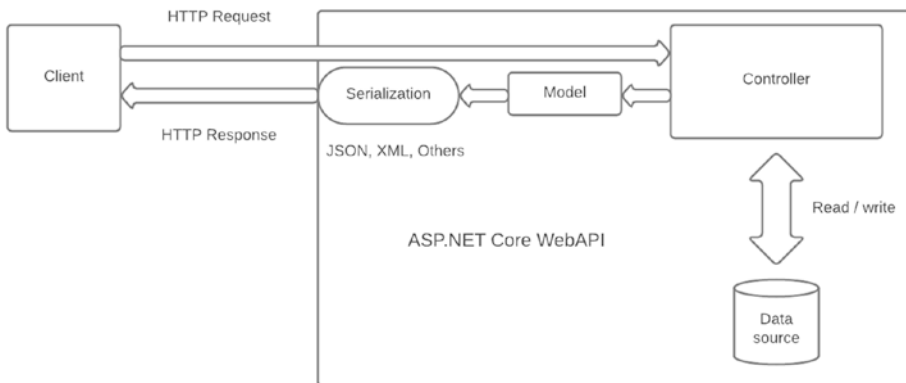 HTTP Request
Client
Serialization
Model
Controller
HTTP Response
JSON, XML, Others
Read / write
ASP.NET Core WebAPI
Data
source